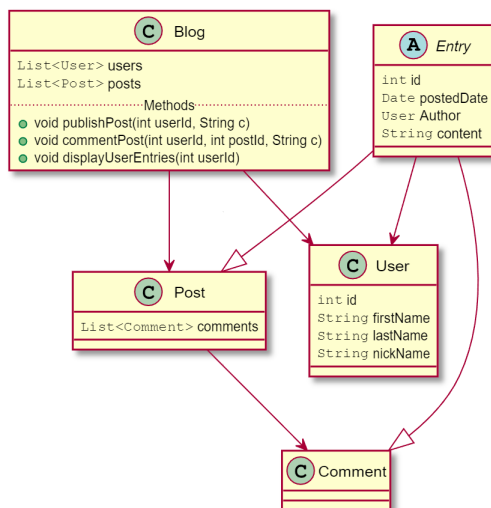 C Blog
List<User> users
List<Post> posts
Methods
void publishPost(int userId, String c)
void commentPost(int userId, int postId, String c)
void displayUserEntries(int userId)
A Entry
int id
Date postedDate
User Author
String content
C Post
List<Comment> comments
C User
int id
String firstName
String lastName
String nickName
C Comment